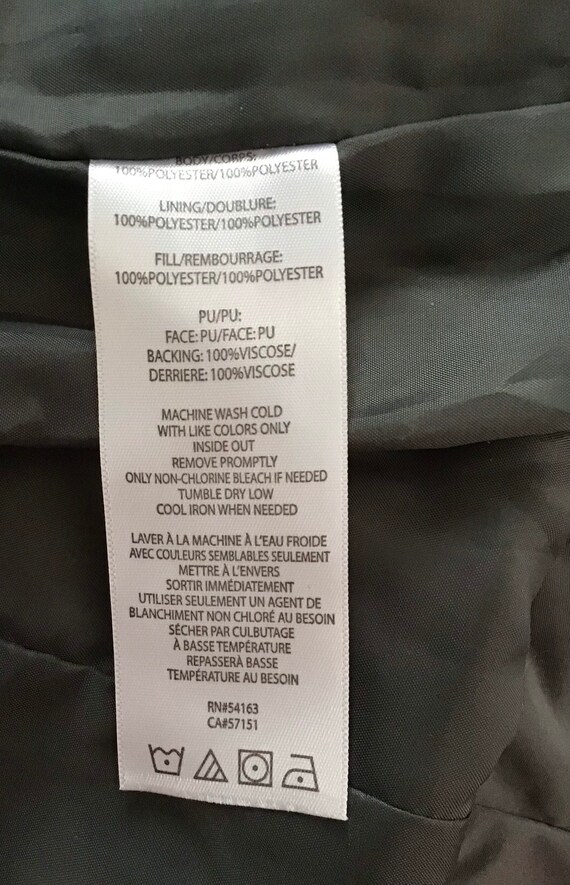 BODY/CORPS:
100%POLYESTER/100%POLYESTER
LINING/DOUBLURE:
100%POLYESTER/100%POLYESTER
FILL/REMBOURRAGE:
100%POLYESTER/100%POLYESTER
PU/PU:
FACE: PU/FACE: PU
BACKING: 100%VISCOSE/
DERRIERE: 100%VISCOSE
MACHINE WASH COLD
WITH LIKE COLORS ONLY
INSIDE OUT
REMOVE PROMPTLY
ONLY NON-CHLORINE BLEACH IF NEEDED
TUMBLE DRY LOW
COOL IRON WHEN NEEDED
LAVER À LA MACHINE À L'EAU FROIDE
AVEC COULEURS SEMBLABLES SEULEMENT
METTRE À L'ENVERS
SORTIR IMMÉDIATEMENT
UTILISER SEULEMENT UN AGENT DE
BLANCHIMENT NON CHLORÉ AU BESOIN
SÉCHER PAR CULBUTAGE
À BASSE TEMPÉRATURE
REPASSERÀ BASSE
TEMPÉRATURE AU BESOIN
RN#54163
CA#57151